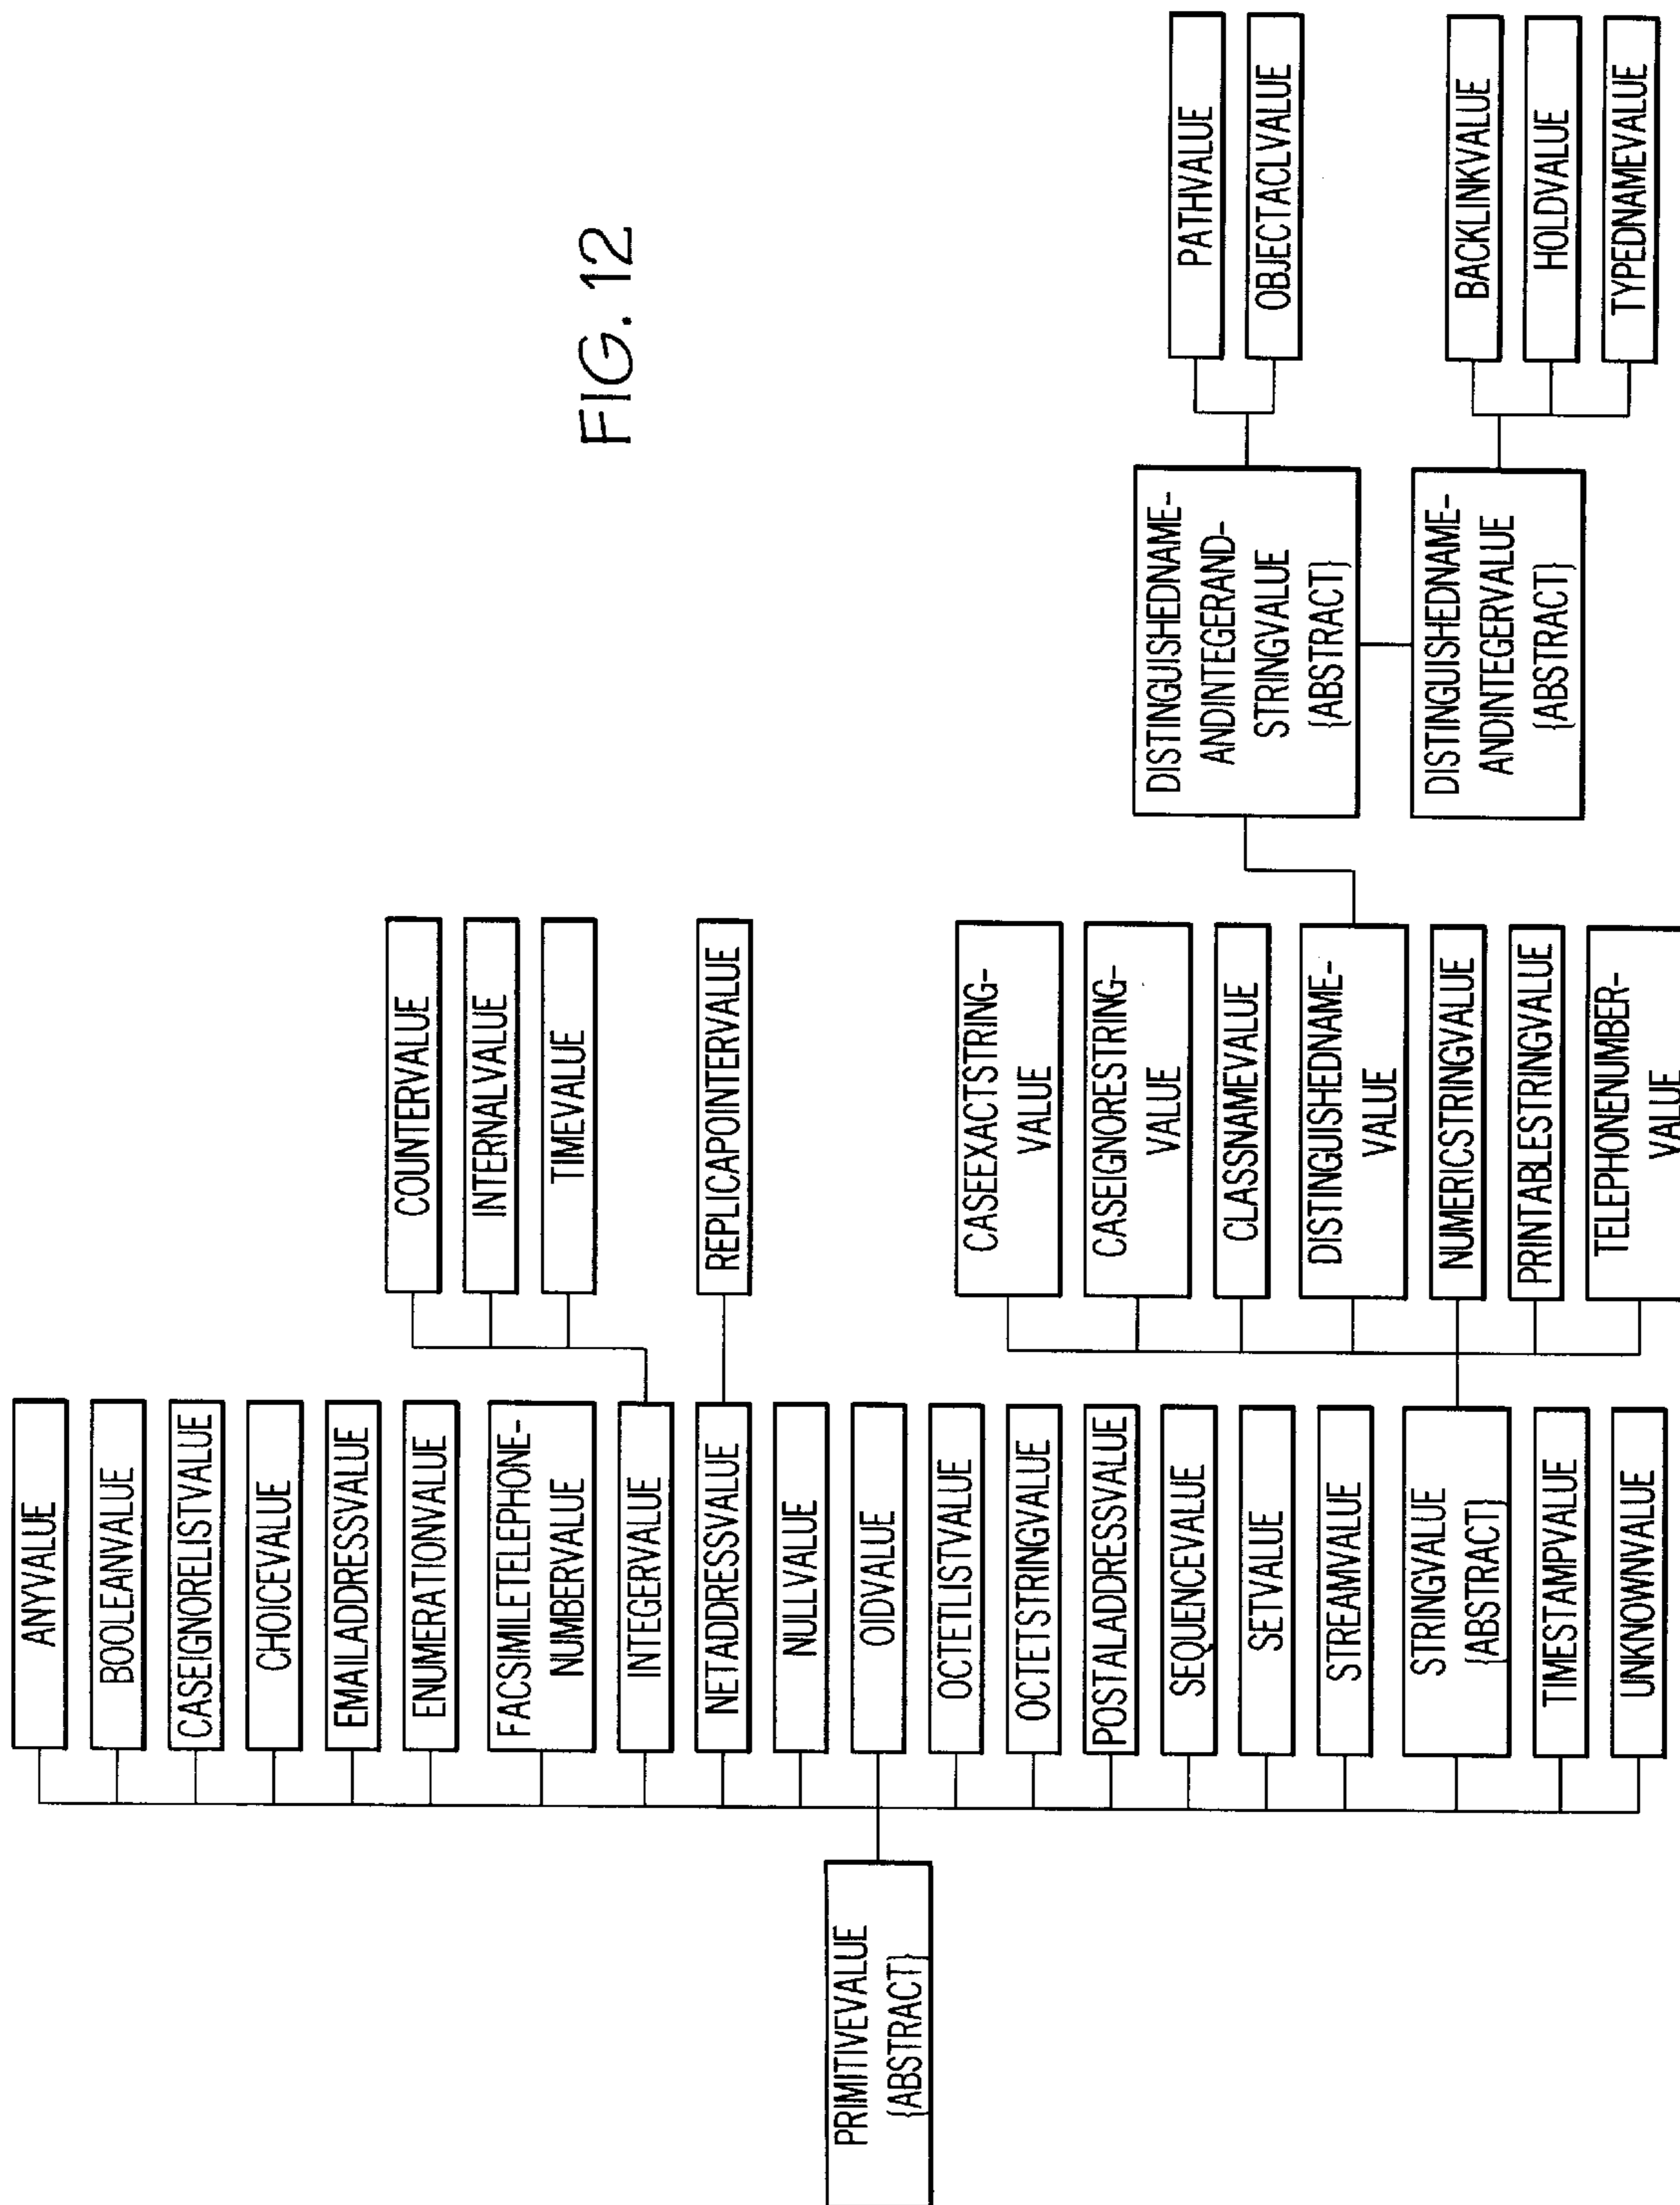 FIG. 12
PRIMITIVEVALUE
{ABSTRACT}
ANYVALUE
BOOLEANVALUE
CASEIGNORELISTVALUE
CHOICEVALUE
EMAILADDRESSVALUE
ENUMERATIONVALUE
FACSIMILETELEPHONE-
NUMBERVALUE
INTEGERVALUE
NETADDRESSVALUE
NULLVALUE
OIDVALUE
OCTETLISTVALUE
OCTETSTRINGVALUE
POSTALADDRESSVALUE
SEQUENCEVALUE
SETVALUE
STREAMVALUE
STRINGVALUE
{ABSTRACT}
TIMESTAMPVALUE
UNKNOWNVALUE
COUNTERVALUE
INTERNALVALUE
TIMEVALUE
REPLICAPOINTERVALUE
CASEEXACTSTRING-
VALUE
CASEIGNORESTRING-
VALUE
CLASSNAMEVALUE
DISTINGUISHEDNAME-
VALUE
NUMERICSTRINGVALUE
PRINTABLESTRINGVALUE
TELEPHONENUMBER-
VALUE
DISTINGUISHEDNAME-
ANDINTEGERAND-
STRINGVALUE
{ABSTRACT}
DISTINGUISHEDNAME-
ANDINTEGERVALUE
{ABSTRACT}
PATHVALUE
OBJECTACLVALUE
BACKLINKVALUE
HOLDVALUE
TYPEDNAMEVALUE